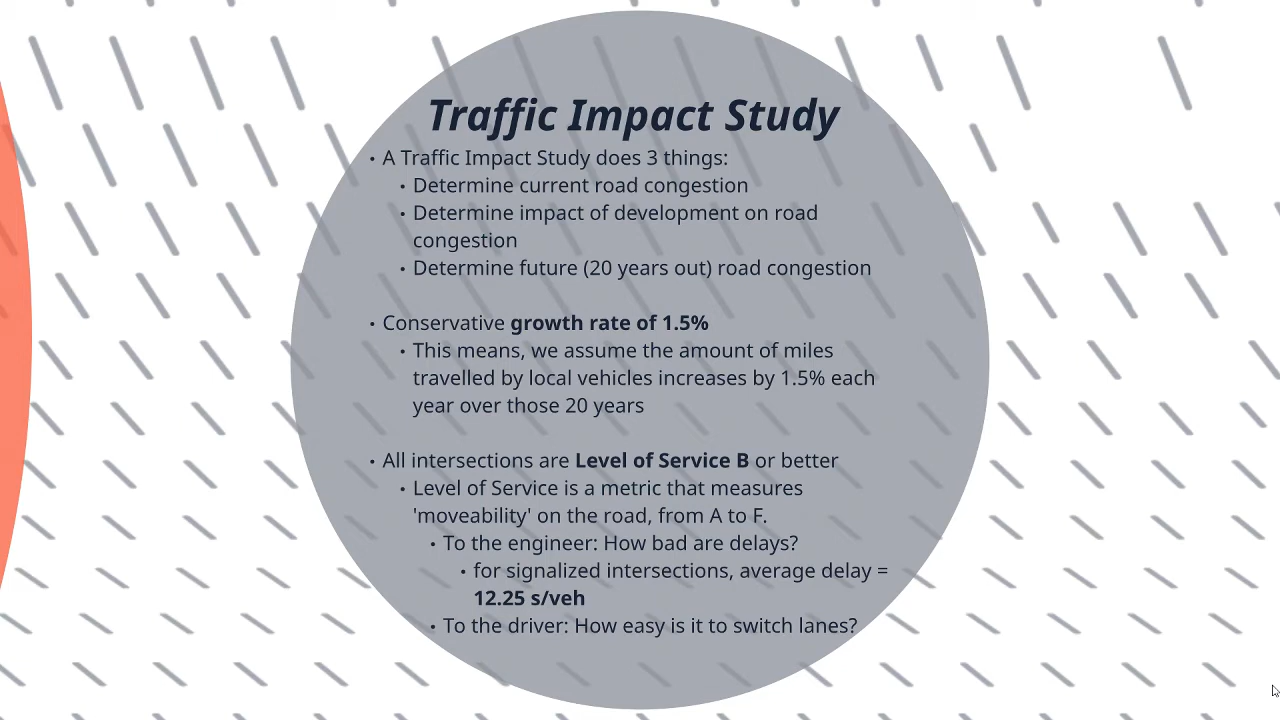 Traffic Impact Study
• A Traffic Impact Study does 3 things:
• Determine current road congestion
• Determine impact of development on road
congestion
• Determine future (20 years out) road congestion
• Conservative growth rate of 1.5%
• This means, we assume the amount of miles
travelled by local vehicles increases by 1.5% each
year over those 20 years
• All intersections are Level of Service B or better
• Level of Service is a metric that measures
'moveability' on the road, from A to F.
• To the engineer: How bad are delays?
• for signalized intersections, average delay =
12.25 s/veh
• To the driver: How easy is it to switch lanes?